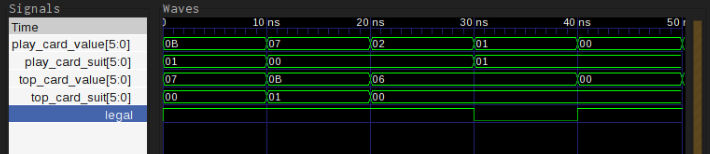 Signals
Waves
Time
0 10 ns 20 ns 30 ns 40 ns 50
play_card_value[5:0] 0B 07 02 01 00
play_card_suit[5:0] 01 00 01
top_card_value[5:0] 07 0B 06 00
top_card_suit[5:0] 00 01 00
legal